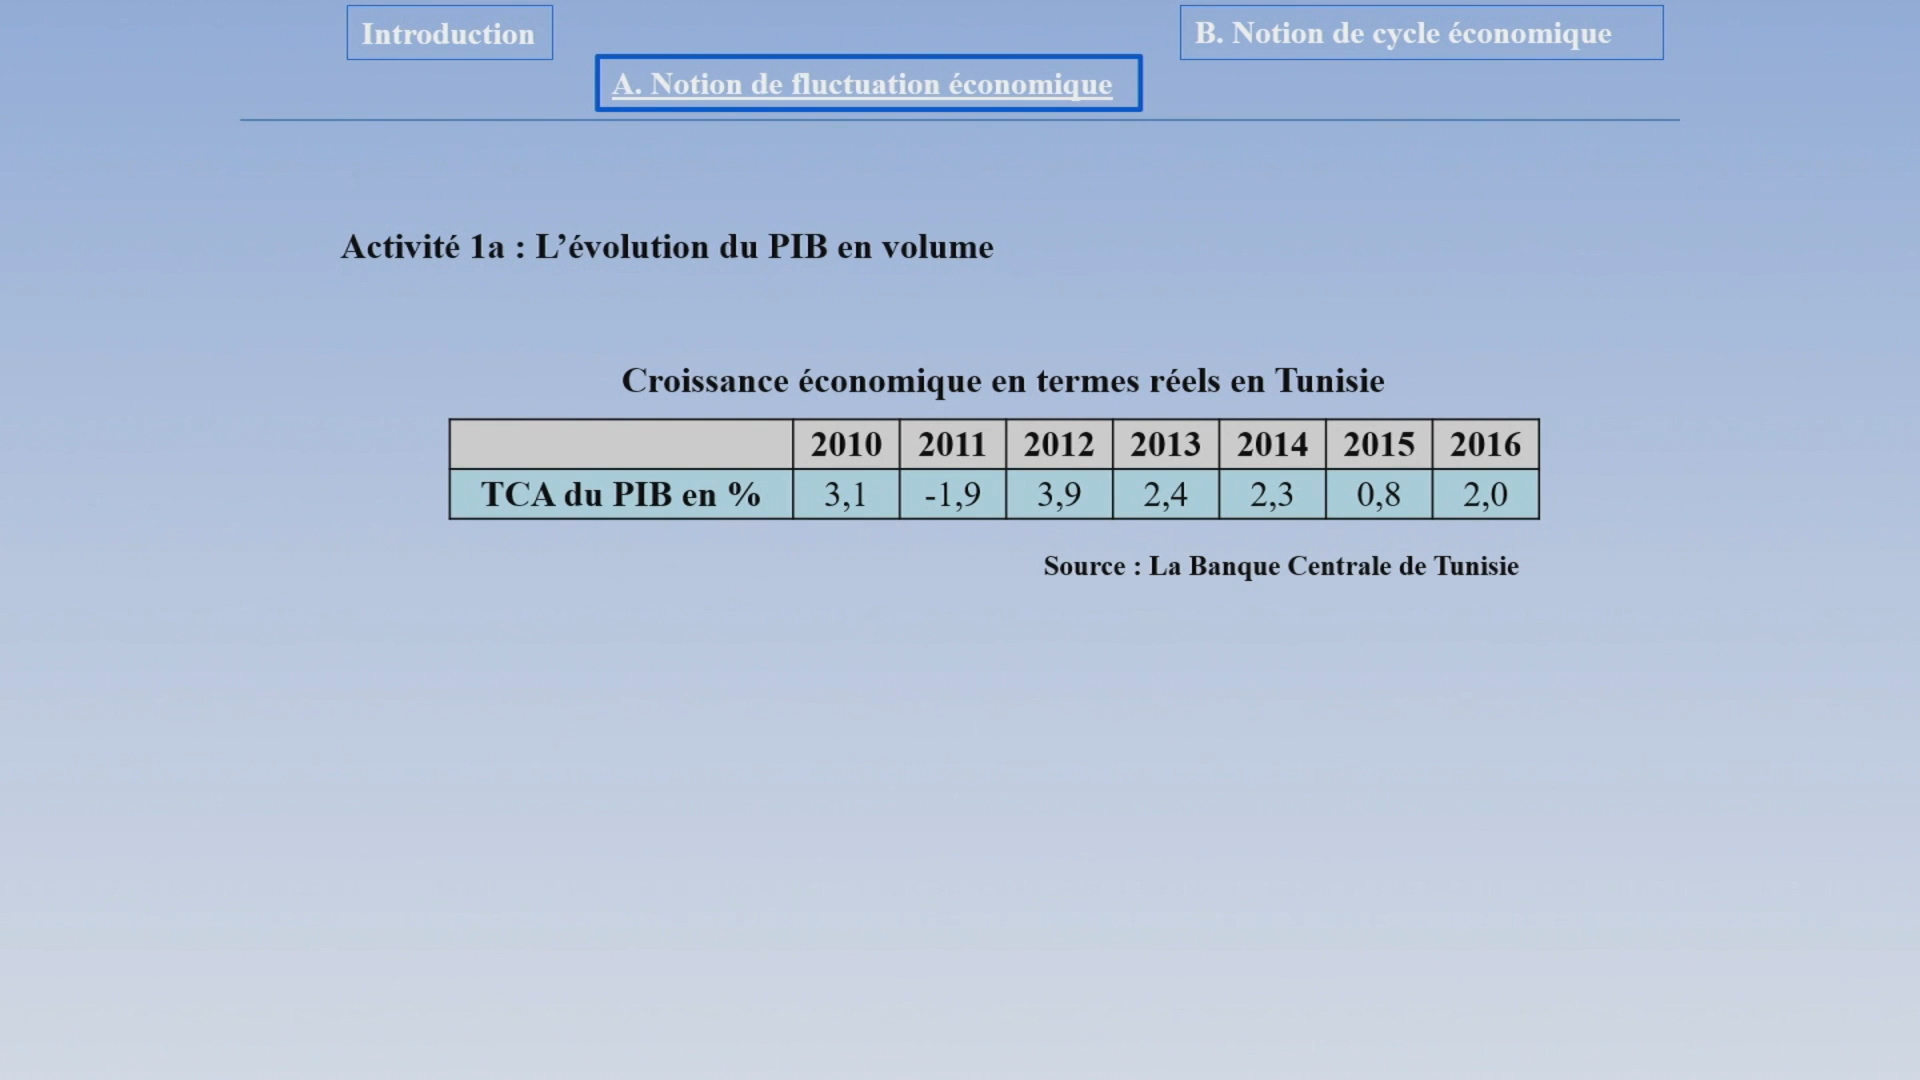 Introduction
A. Notion de fluctuation économique
B. Notion de cycle économique
Activité 1a : L’évolution du PIB en volume
Croissance économique en termes réels en Tunisie
2010 2011 2012 2013 2014 2015 2016
TCA du PIB en % 3,1 -1,9 3,9 2,4 2,3 0,8 2,0
Source : La Banque Centrale de Tunisie